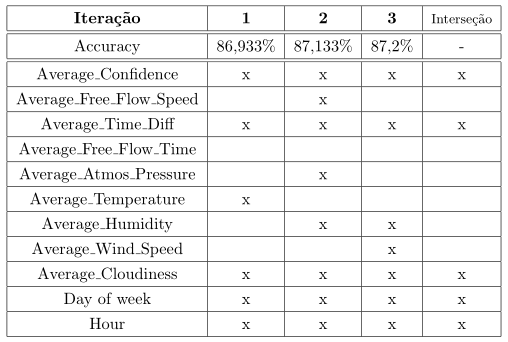 Iteração 1 2 3 Interseção
Accuracy 86,933% 87,133% 87,2% -
Average_Confidence x x x x
Average_Free_Flow_Speed x
Average_Time_Diff x x x x
Average_Free_Flow_Time
Average_Atmos_Pressure x
Average_Temperature x
Average_Humidity x x
Average_Wind_Speed x
Average_Cloudiness x x x x
Day of week x x x x
Hour x x x x